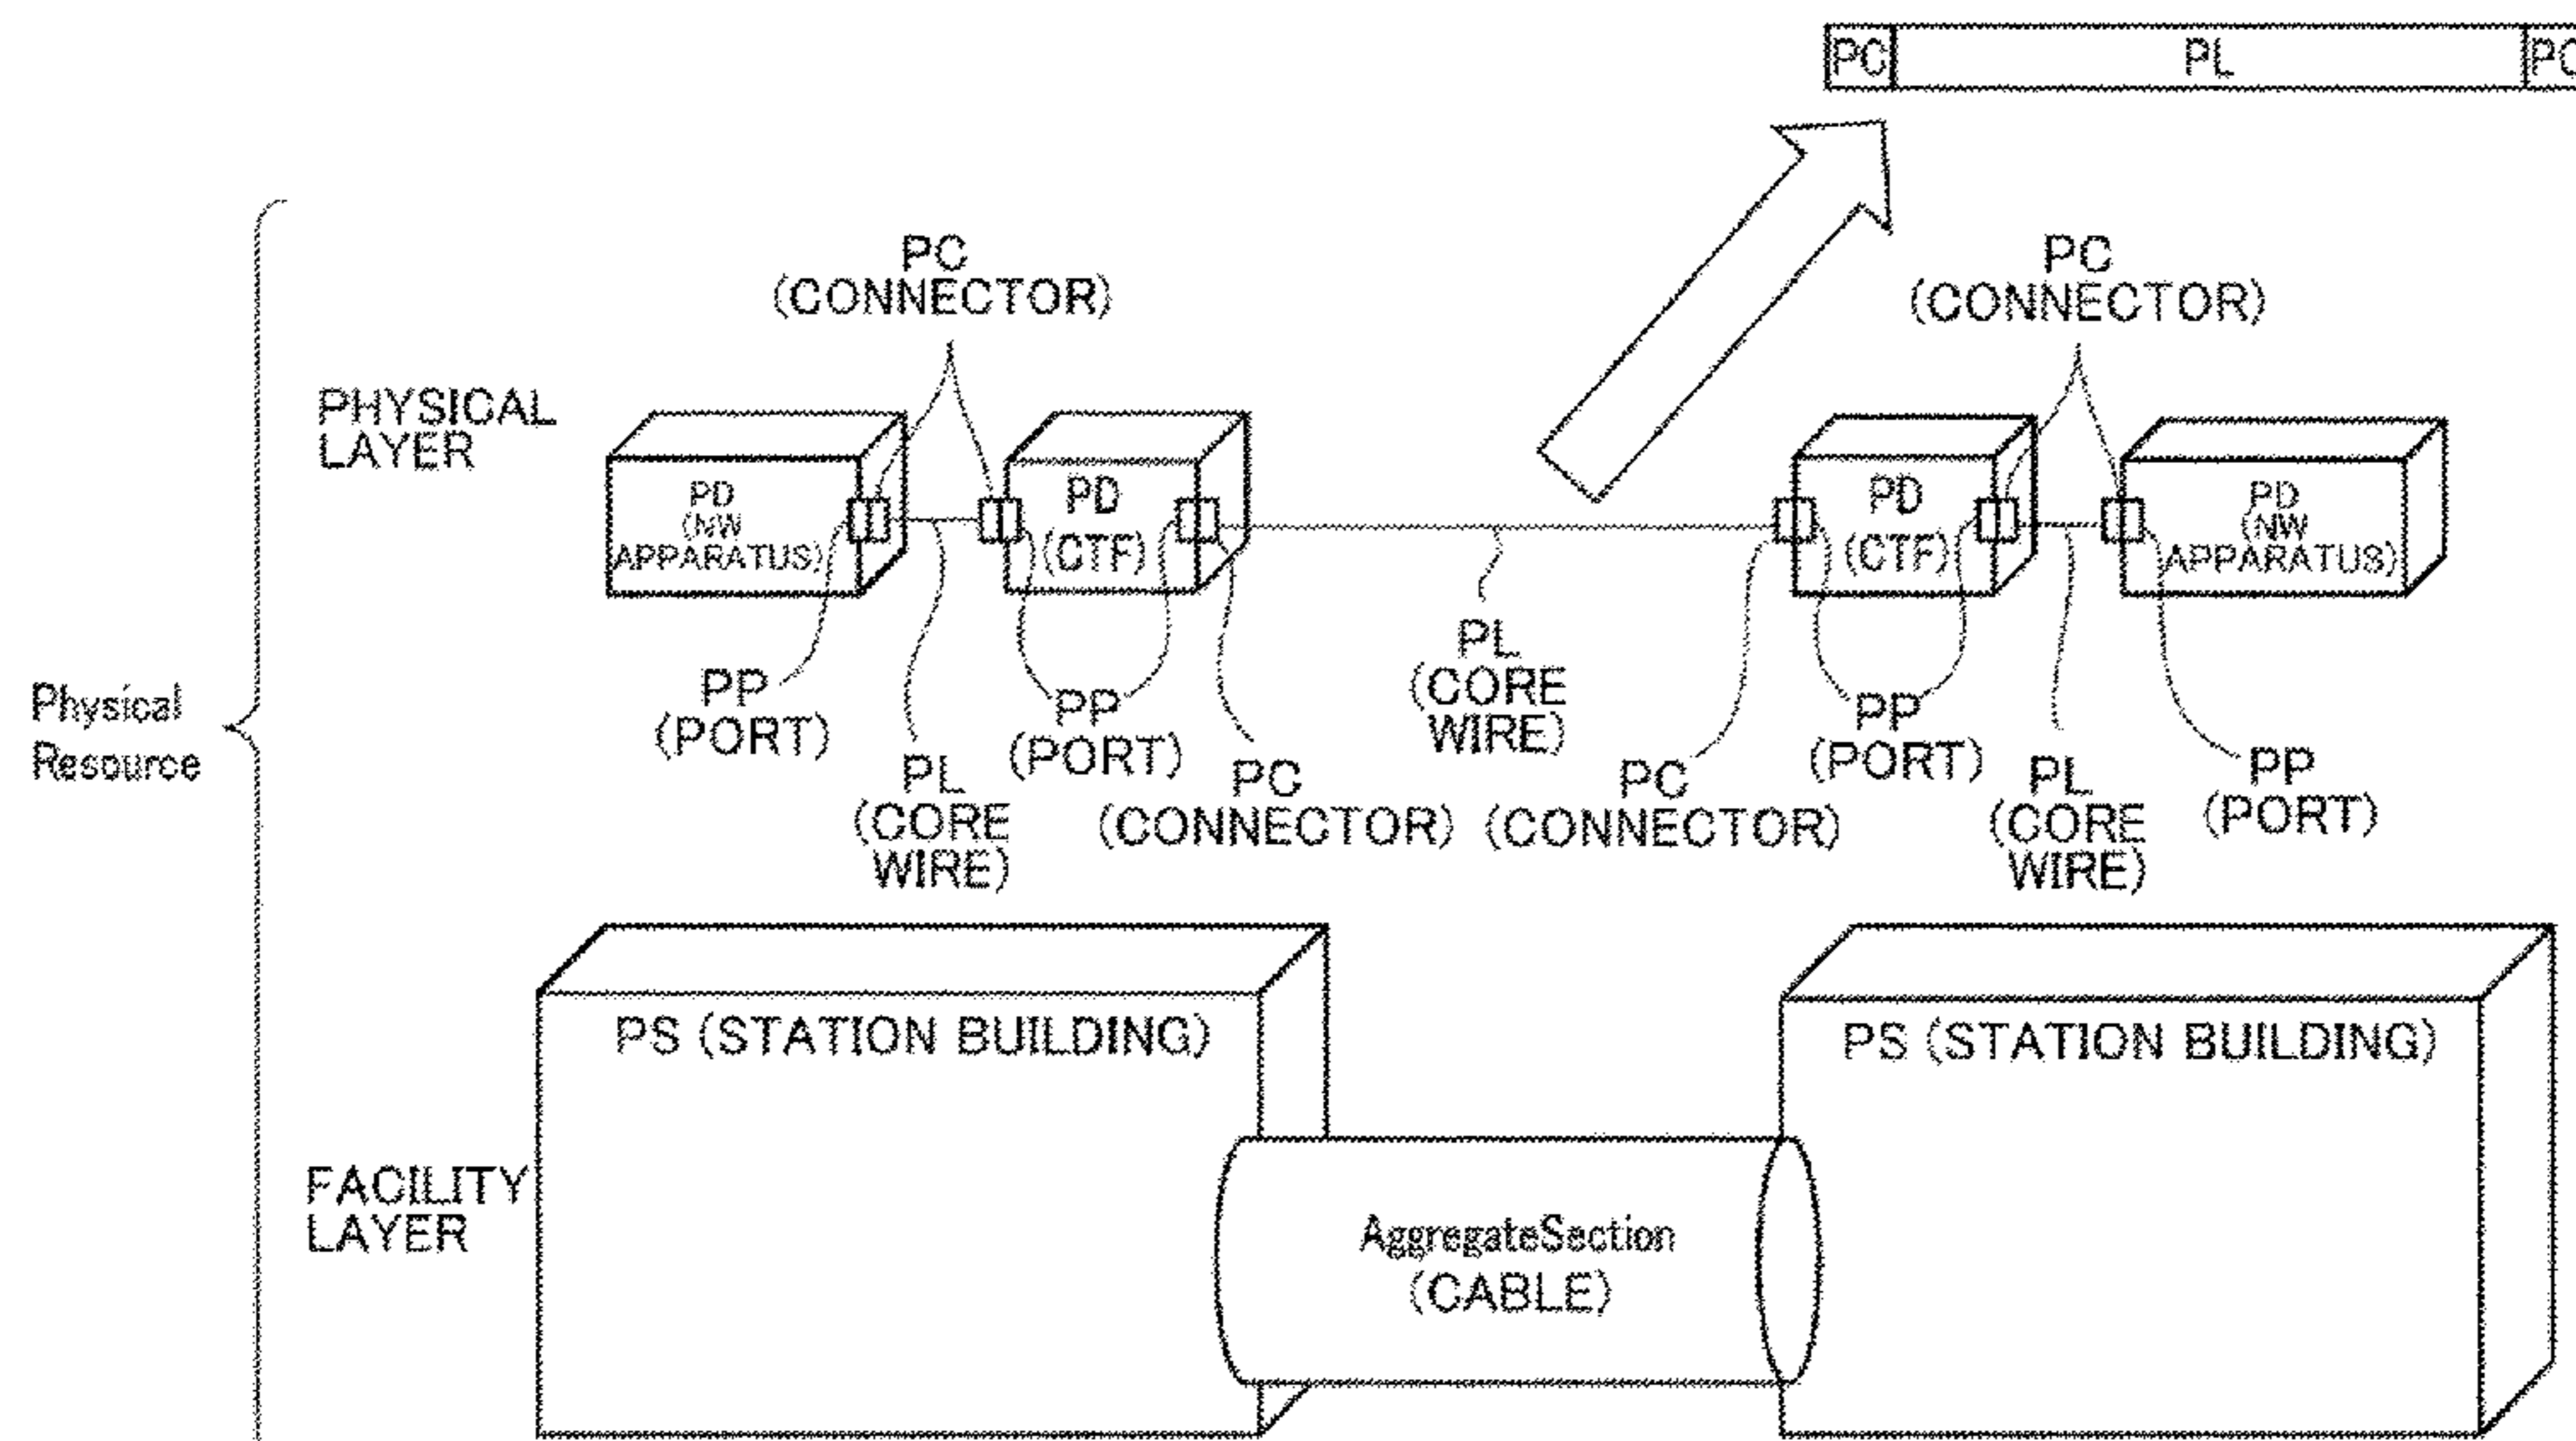 PC
PL
PC
PC
(CONNECTOR)
PC
(CONNECTOR)
PHYSICAL
LAYER
PD
(NW
APPARATUS)
PD
(CTF)
PD
(CTF)
PD
(NW
APPARATUS)
Physical
Resource
PP
(PORT)
PL
(CORE
WIRE)
PP
(PORT)
PC
(CONNECTOR)
PL
(CORE
WIRE)
PC
(CONNECTOR)
PP
(PORT)
PL
(CORE
WIRE)
PP
(PORT)
PS (STATION BUILDING)
PS (STATION BUILDING)
FACILITY
LAYER
AggregateSection
(CABLE)